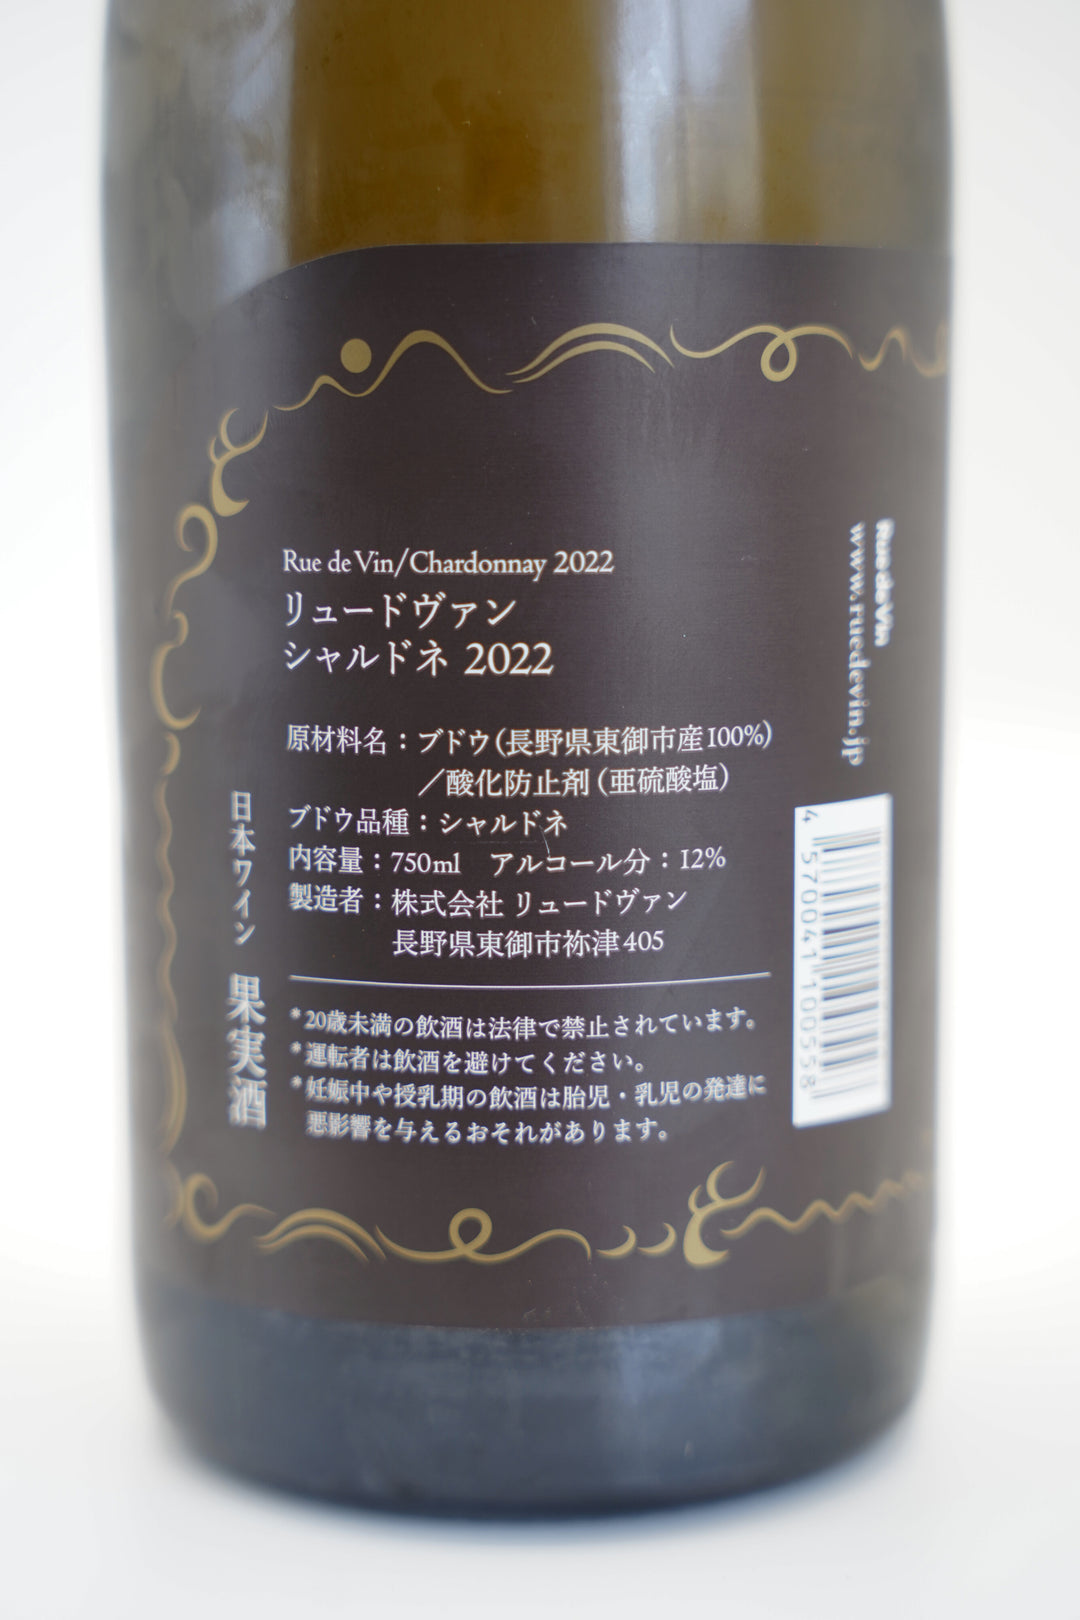 Rue de Vin/Chardonnay 2022
リュードヴァン
シャルドネ 2022
原材料名：ブドウ(長野県東御市産100%)
／酸化防止剤(亜硫酸塩)
ブドウ品種：シャルドネ
内容量：750ml アルコール分：12%
製造者：株式会社 リュードヴァン
長野県東御市祢津405
*20歳未満の飲酒は法律で禁止されています。
*運転者は飲酒を避けてください。
*妊娠中や授乳期の飲酒は胎児・乳児の発達に
悪影響を与えるおそれがあります。
日本ワイン 果実酒
Rue de Vin
www.ruedevin.jp
4 570041 100558